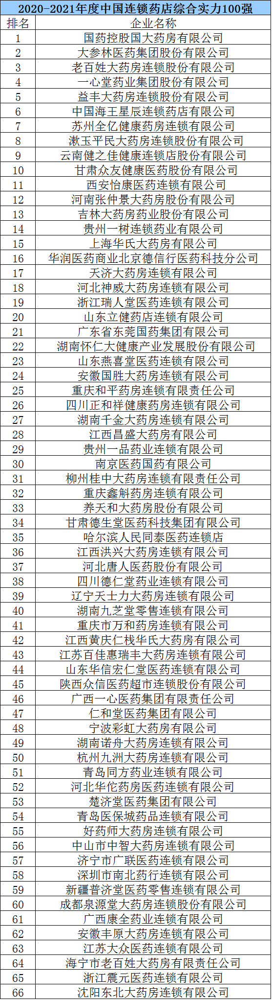 2020-2021年度中国连锁药店综合实力100强
排名 企业名称
1 国药控股国大药房有限公司
2 大参林医药集团股份有限公司
3 老百姓大药房连锁股份有限公司
4 一心堂药业集团股份有限公司
5 益丰大药房连锁股份有限公司
6 中国海王星辰连锁药店有限公司
7 苏州全亿健康药房连锁有限公司
8 漱玉平民大药房连锁股份有限公司
9 云南健之佳健康连锁店股份有限公司
10 甘肃众友健康医药股份有限公司
11 西安怡康医药连锁有限公司
12 河南张仲景大药房股份有限公司
13 吉林大药房药业股份有限公司
14 贵州一树连锁药业有限公司
15 上海华氏大药房有限公司
16 华润医药商业北京德信行医药科技分公司
17 天济大药房连锁有限公司
18 河北神威大药房连锁有限公司
19 浙江瑞人堂医药连锁有限公司
20 山东立健药店连锁有限公司
21 广东省东莞国药集团有限公司
22 湖南怀仁大健康产业发展股份有限公司
23 山东燕喜堂医药连锁有限公司
24 安徽国胜大药房连锁有限公司
25 重庆和平药房连锁有限责任公司
26 四川正和祥健康药房连锁有限公司
27 湖南千金大药房连锁有限公司
28 江西昌盛大药房有限公司
29 贵州一品药业连锁有限公司
30 南京医药国药有限公司
31 柳州桂中大药房连锁有限责任公司
32 重庆鑫斛药房连锁有限公司
33 养天和大药房股份有限公司
34 甘肃德生堂医药科技集团有限公司
35 哈尔滨人民同泰医药连锁店
36 江西洪兴大药房连锁有限公司
37 河北唐人医药股份有限公司
38 四川德仁堂药业连锁有限公司
39 辽宁天士力大药房连锁有限公司
40 湖南九芝堂零售连锁有限公司
41 重庆市万和药房连锁有限公司
42 江西黄庆仁栈华氏大药房有限公司
43 江苏百佳惠瑞丰大药房连锁有限公司
44 山东华信宏仁堂医药连锁有限公司
45 陕西众信医药超市连锁股份有限公司
46 广西一心医药集团有限责任公司
47 仁和堂医药集团有限公司
48 宁波彩虹大药房有限公司
49 湖南诺舟大药房连锁有限公司
50 杭州九洲大药房连锁有限公司
51 青岛同方药业连锁有限公司
52 河北华佗药房医药连锁有限公司
53 楚济堂医药集团有限公司
54 青岛医保城药品连锁有限公司
55 好药师大药房连锁有限公司
56 中山市中智大药房连锁有限公司
57 济宁市广联医药连锁有限公司
58 深圳市南北药行连锁有限公司
59 新疆普济堂医药零售连锁有限公司
60 成都泉源堂大药房连锁股份有限公司
61 广西康全药业连锁有限公司
62 安徽丰原大药房连锁有限公司
63 江苏大众医药连锁有限公司
64 海宁市老百姓大药房有限责任公司
65 浙江震元医药连锁有限公司
66 沈阳东北大药房连锁有限公司